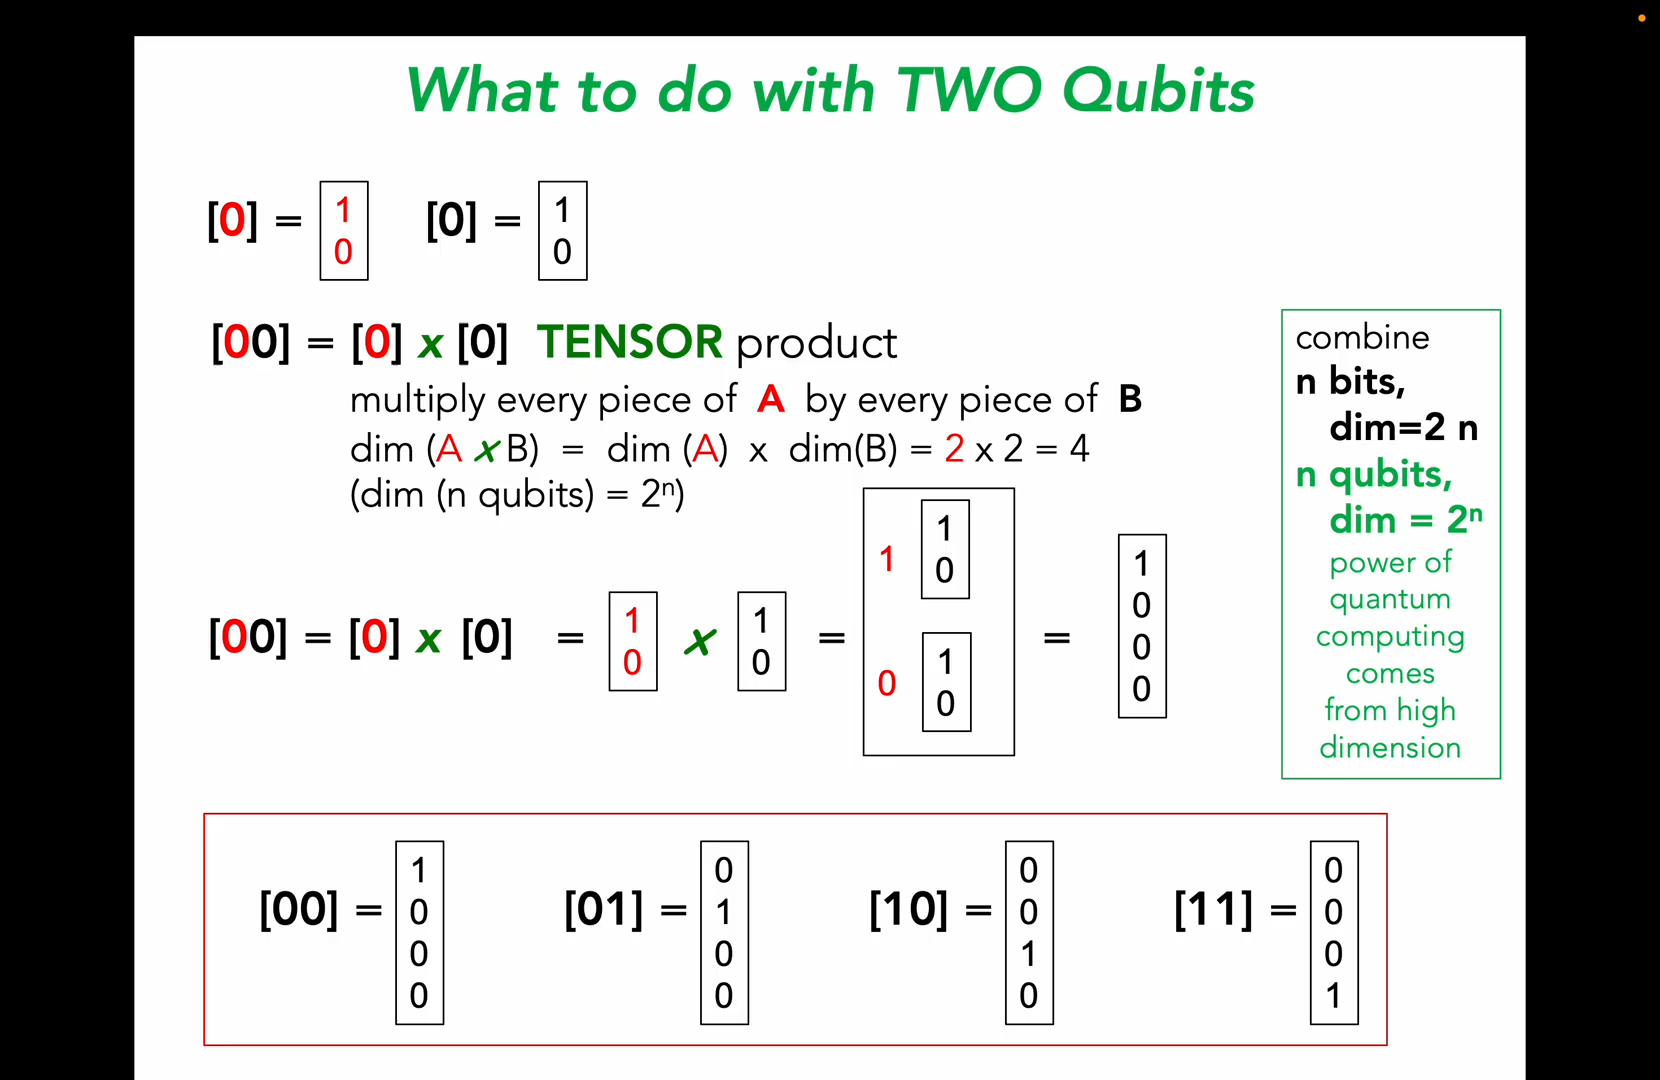 What to do with TWO Qubits
[0] = 1 0 [0] = 1 0
[00] = [0] x [0] TENSOR product
multiply every piece of A by every piece of B
dim (A x B) = dim (A) x dim(B) = 2 x 2 = 4
(dim (n qubits) = 2ⁿ)
[00] = [0] x [0] = 1 0 x 1 0 = 1 1 0 0 1 0 = 1 0 0 0
combine
n bits,
dim=2 n
n qubits,
dim = 2ⁿ
power of
quantum
computing
comes
from high
dimension
[00] = 1 0 0 0 [01] = 0 1 0 0 [10] = 0 0 1 0 [11] = 0 0 0 1